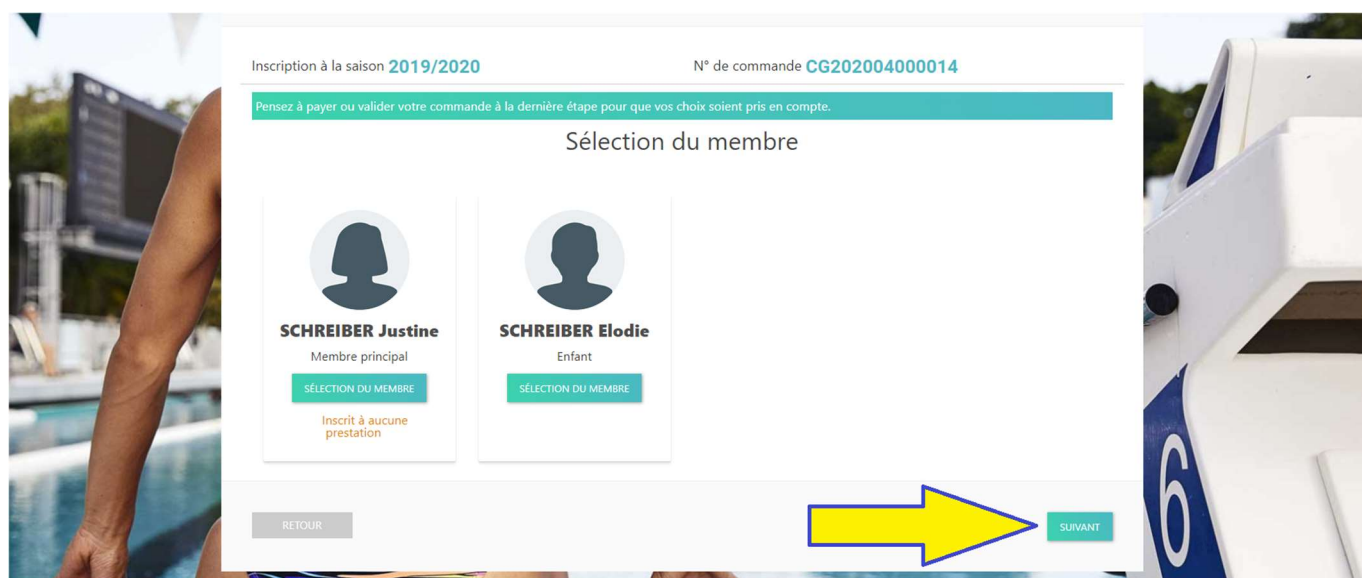 Inscription à la saison 2019/2020
N° de commande CG202004000014
Pensez à payer ou valider votre commande à la dernière étape pour que vos choix soient pris en compte.
Sélection du membre
SCHREIBER Justine
Membre principal
SÉLECTION DU MEMBRE
Inscrit à aucune
prestation
SCHREIBER Elodie
Enfant
SÉLECTION DU MEMBRE
RETOUR
SUIVANT
6